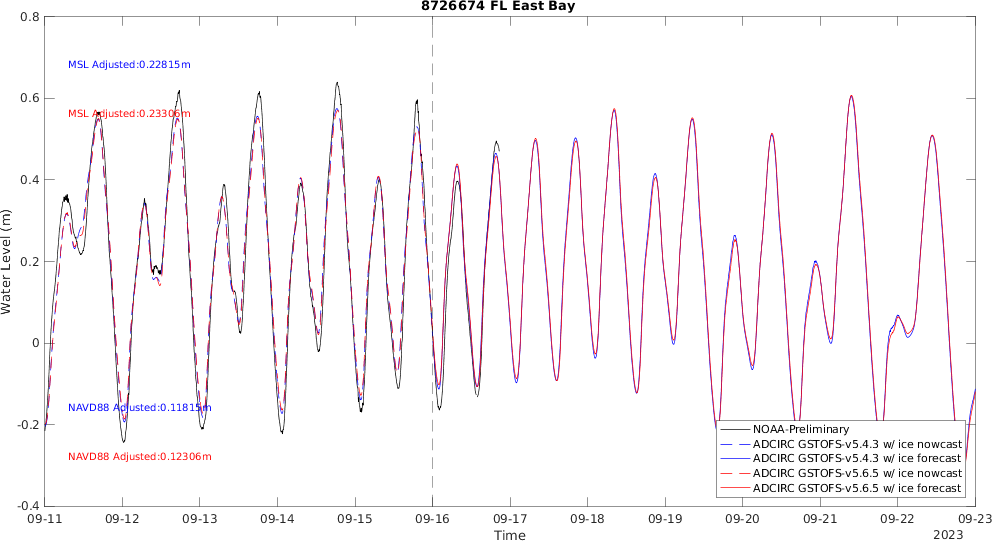 8726674 FL East Bay
0.8
0.6
0.4
0.2
0
-0.2
-0.4
Water Level (m)
MSL Adjusted:0.22815m
MSL Adjusted:0.23306m
NAVD88 Adjusted:0.11815m
NAVD88 Adjusted:0.12306m
NOAA-Preliminary
ADCIRC GSTOFS-v5.4.3 w/ ice nowcast
ADCIRC GSTOFS-v5.4.3 w/ ice forecast
ADCIRC GSTOFS-v5.6.5 w/ ice nowcast
ADCIRC GSTOFS-v5.6.5 w/ ice forecast
09-11 09-12 09-13 09-14 09-15 09-16 09-17 09-18 09-19 09-20 09-21 09-22 09-23
Time
2023